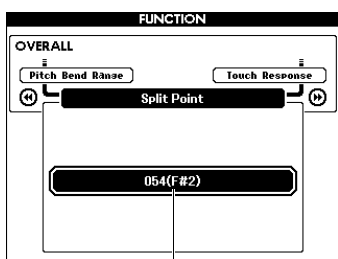 FUNCTION
OVERALL
Pitch Bend Range
Touch Response
Split Point
054(F#2)